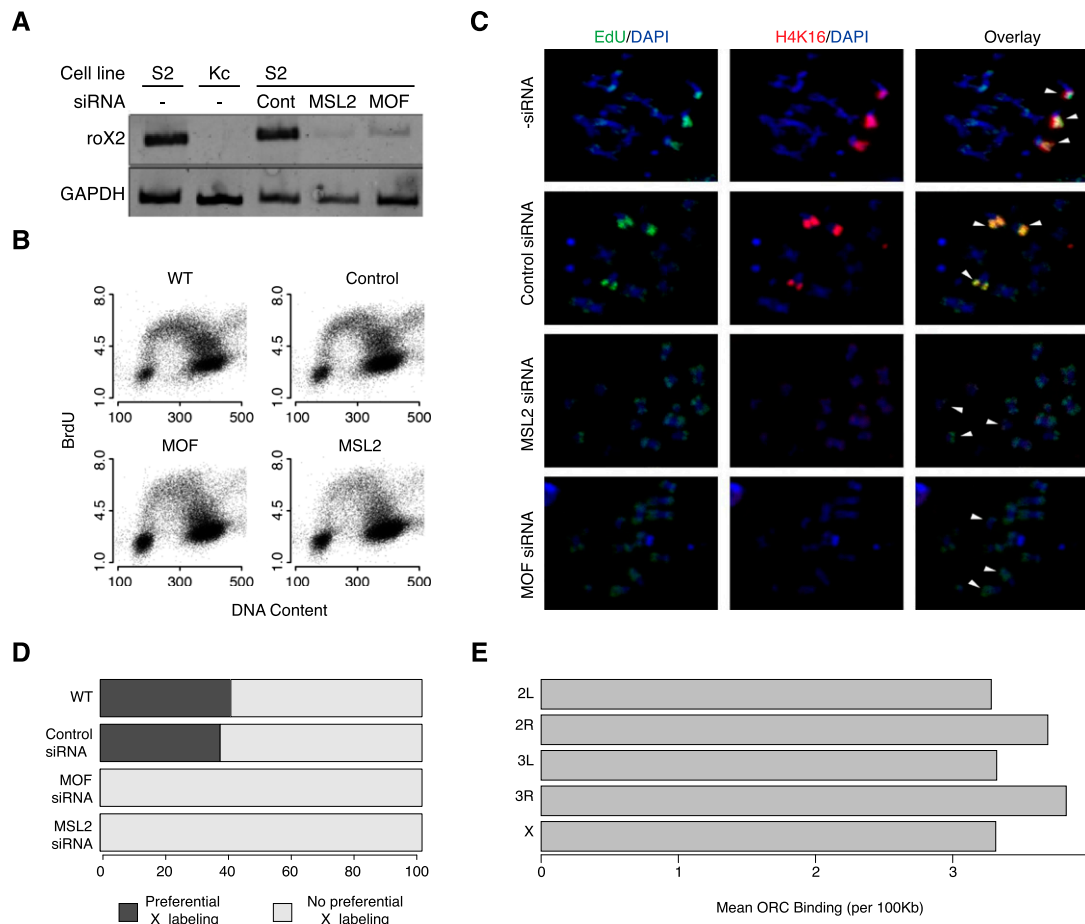 A
Cell line S2 Kc S2
siRNA - - Cont MSL2 MOF
roX2
GAPDH
B
WT Control
8.0 8.0
4.5 4.5
1.0 1.0
100 300 500 100 300 500
BrdU
MOF MSL2
8.0 8.0
4.5 4.5
1.0 1.0
100 300 500 100 300 500
DNA Content
C
EdU/DAPI H4K16/DAPI Overlay
-siRNA
Control siRNA
MSL2 siRNA
MOF siRNA
D
WT
Control
siRNA
MOF
siRNA
MSL2
siRNA
0 20 40 60 80 100
Preferential
X labeling
No preferential
X labeling
E
2L
2R
3L
3R
X
0 1 2 3
Mean ORC Binding (per 100Kb)